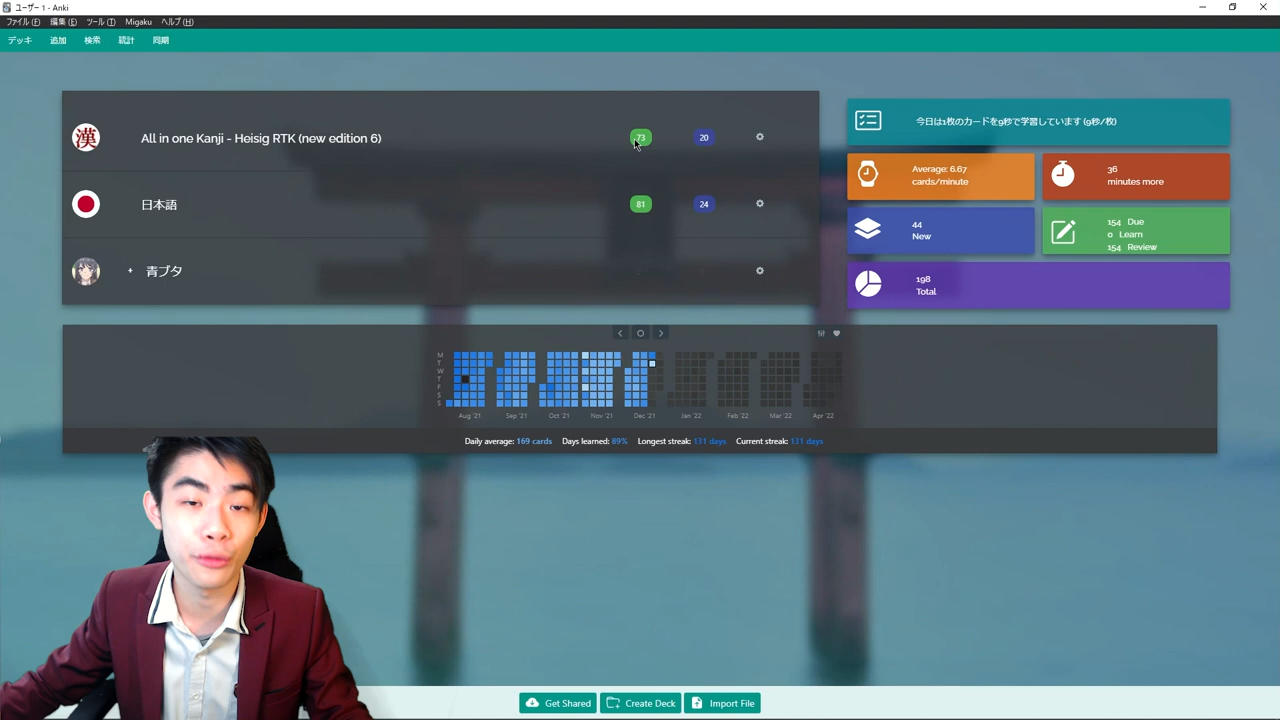 ユーザー 1 - Anki
ファイル(F) 編集(E) ツール(T) Migaku ヘルプ(H)
デッキ 追加 検索 統計 同期
漢 All in one Kanji - Heisig RTK (new edition 6) 73 20
日本語 81 24
+ 青ブタ
今日は1枚のカードを9秒で学習しています (9秒/枚)
Average: 6.67
cards/minute
36
minutes more
44
New
154 Due
0 Learn
154 Review
198
Total
M
T
W
T
F
S
S
Aug '21 Sep '21 Oct '21 Nov '21 Dec '21 Jan '22 Feb '22 Mar '22 Apr '22
Daily average: 169 cards Days learned: 89% Longest streak: 131 days Current streak: 131 days
Get Shared Create Deck Import File